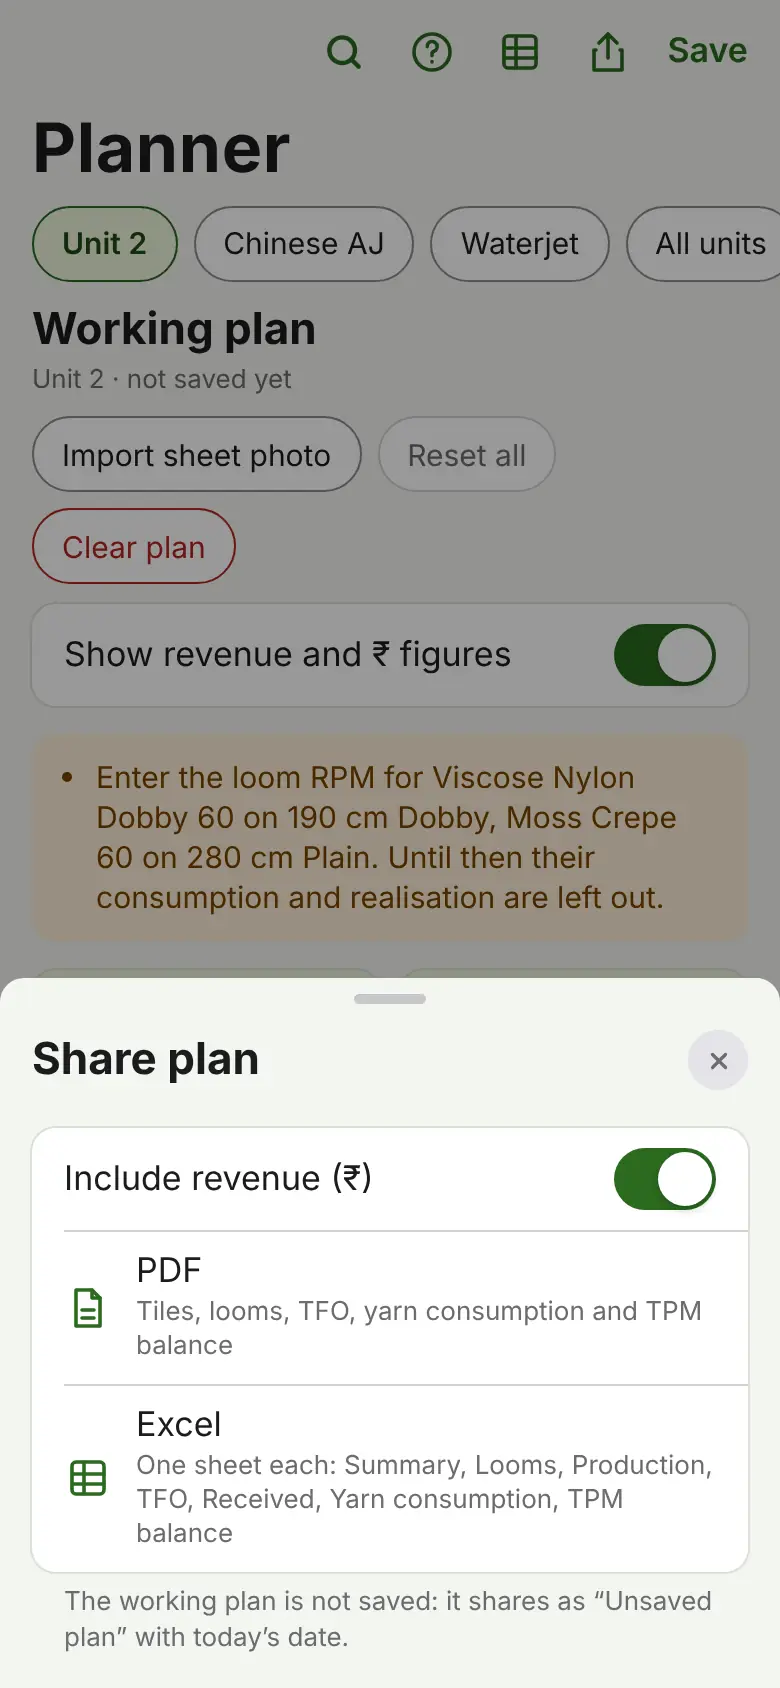 Save
Planner
Unit 2
Chinese AJ
Waterjet
All units
Working plan
Unit 2 · not saved yet
Import sheet photo
Reset all
Clear plan
Show revenue and ₹ figures
• Enter the loom RPM for Viscose Nylon
Dobby 60 on 190 cm Dobby, Moss Crepe
60 on 280 cm Plain. Until then their
consumption and realisation are left out.
Share plan
Include revenue (₹)
PDF
Tiles, looms, TFO, yarn consumption and TPM
balance
Excel
One sheet each: Summary, Looms, Production,
TFO, Received, Yarn consumption, TPM
balance
The working plan is not saved: it shares as “Unsaved
plan” with today’s date.